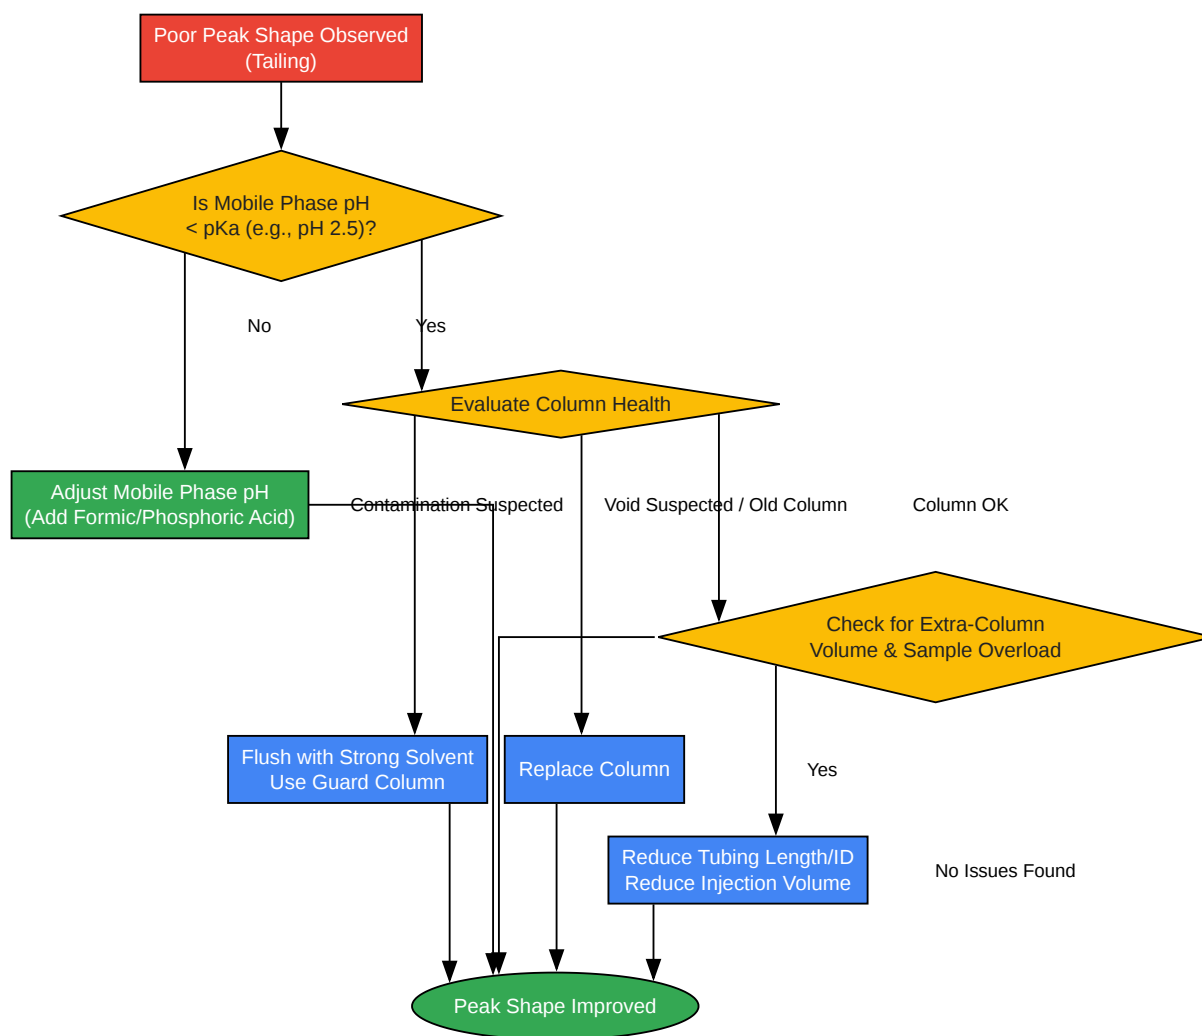 Poor Peak Shape Observed
(Tailing)
Is Mobile Phase pH
< pKa (e.g., pH 2.5)?
No
Yes
Evaluate Column Health
Adjust Mobile Phase pH
(Add Formic/Phosphoric Acid)
Contamination Suspected
Void Suspected / Old Column
Column OK
Check for Extra-Column
Volume & Sample Overload
Flush with Strong Solvent
Use Guard Column
Replace Column
Yes
Reduce Tubing Length/ID
Reduce Injection Volume
No Issues Found
Peak Shape Improved